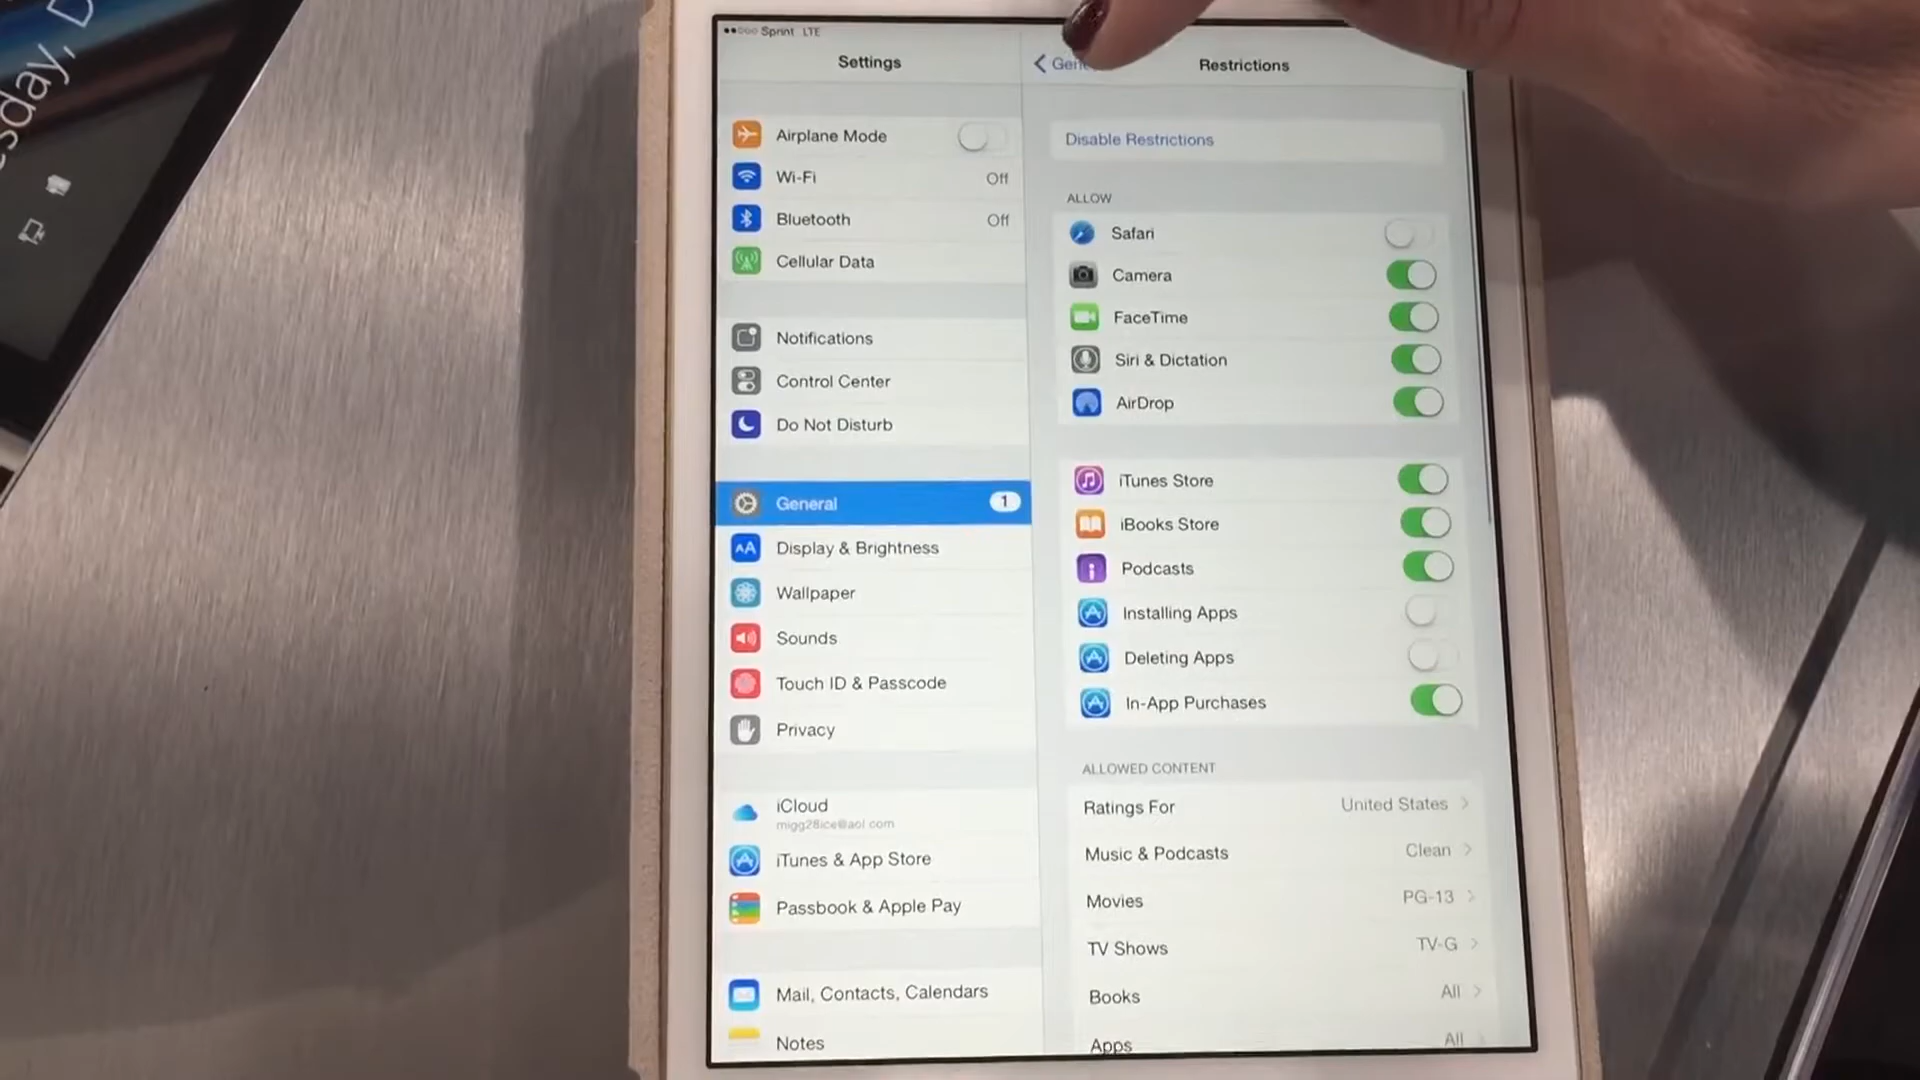 Sprint LTE
Settings
Airplane Mode
Wi-Fi Off
Bluetooth Off
Cellular Data
Notifications
Control Center
Do Not Disturb
General 1
AA Display & Brightness
Wallpaper
Sounds
Touch ID & Passcode
Privacy
iCloud
migg28ice@aol.com
iTunes & App Store
Passbook & Apple Pay
Mail, Contacts, Calendars
Notes
Restrictions
Disable Restrictions
ALLOW
Safari
Camera
FaceTime
Siri & Dictation
AirDrop
iTunes Store
iBooks Store
Podcasts
Installing Apps
Deleting Apps
In-App Purchases
ALLOWED CONTENT
Ratings For United States
Music & Podcasts Clean
Movies PG-13
TV Shows TV-G
Books All
Apps All